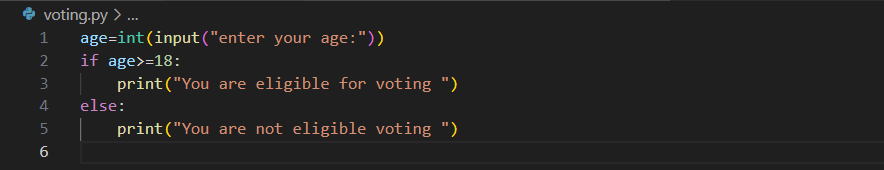 voting.py > ...
1 age=int(input("enter your age:"))
2 if age>=18:
3     print("You are eligible for voting ")
4 else:
5     print("You are not eligible voting ")
6